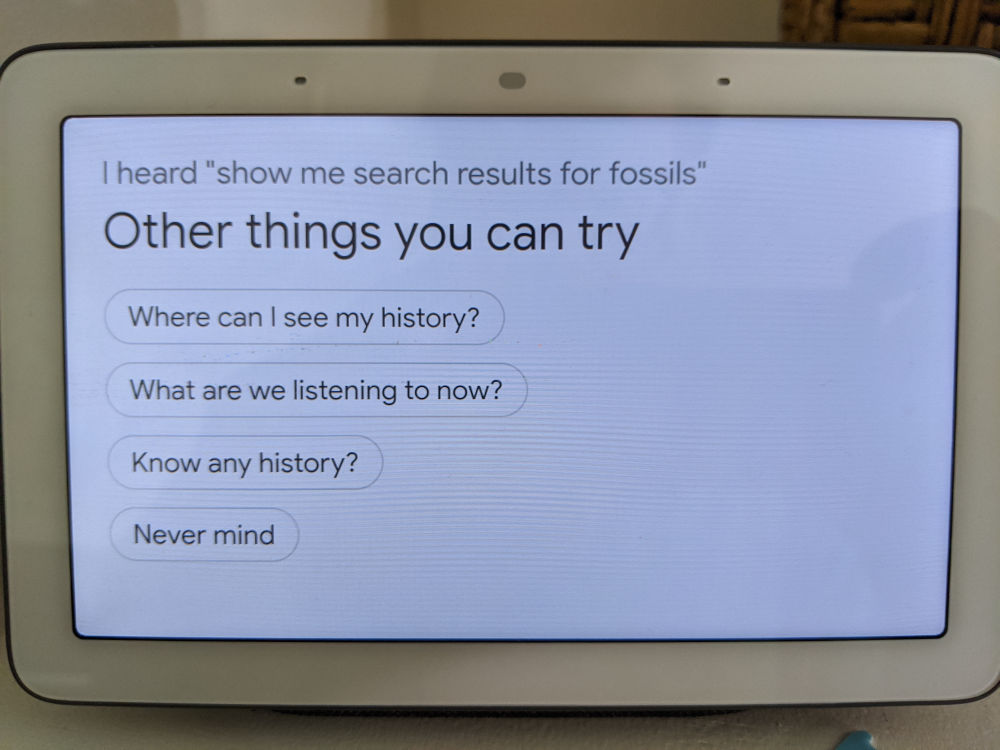 I heard "show me search results for fossils"
Other things you can try
Where can I see my history?
What are we listening to now?
Know any history?
Never mind